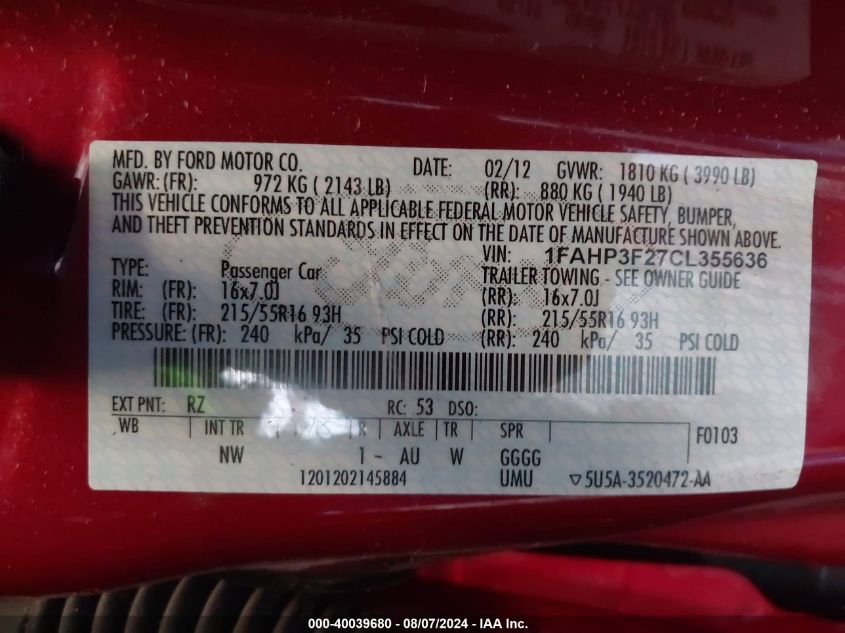 MFD. BY FORD MOTOR CO. DATE: 02/12 GVWR: 1810 KG ( 3990 LB)
GAWR: (FR): 972 KG ( 2143 LB) (RR): 880 KG ( 1940 LB)
THIS VEHICLE CONFORMS TO ALL APPLICABLE FEDERAL MOTOR VEHICLE SAFETY, BUMPER,
AND THEFT PREVENTION STANDARDS IN EFFECT ON THE DATE OF MANUFACTURE SHOWN ABOVE.
VIN: 1FAHP3F27CL355636
TYPE: Passenger Car TRAILER TOWING - SEE OWNER GUIDE
RIM: (FR): 16x7.0J (RR): 16x7.0J
TIRE: (FR): 215/55R16 93H (RR): 215/55R16 93H
PRESSURE: (FR): 240 kPa/ 35 PSI COLD (RR): 240 kPa/ 35 PSI COLD
EXT PNT: RZ RC: 53 DSO:
WB INT TR R AXLE TR SPR F0103
NW 1 - AU W GGGG
1201202145884 UMU ▽5U5A-3520472-AA
000-40039680 - 08/07/2024 - IAA Inc.